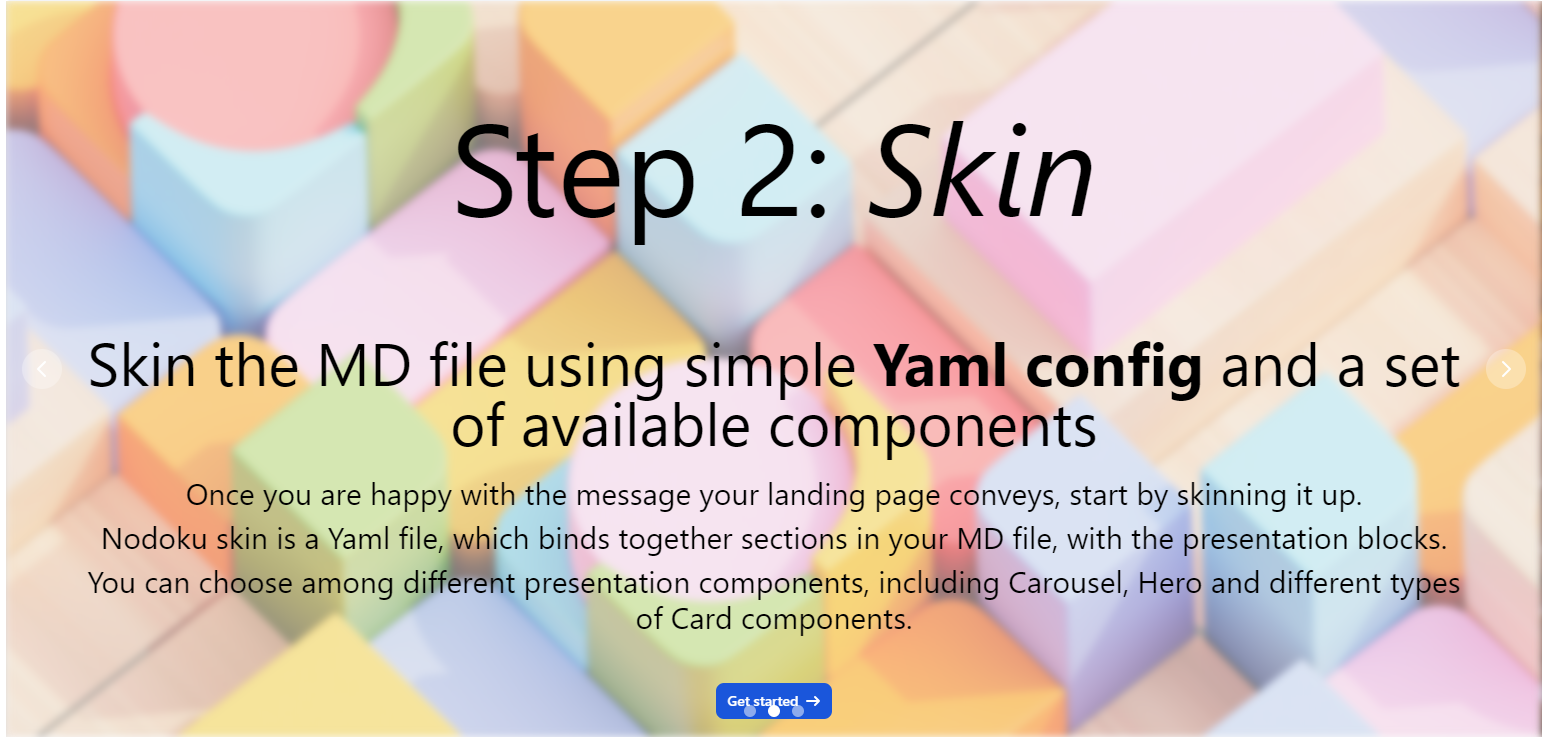 Step 2: Skin
Skin the MD file using simple Yaml config and a set
of available components
Once you are happy with the message your landing page conveys, start by skinning it up.
Nodoku skin is a Yaml file, which binds together sections in your MD file, with the presentation blocks.
You can choose among different presentation components, including Carousel, Hero and different types
of Card components.
Get started